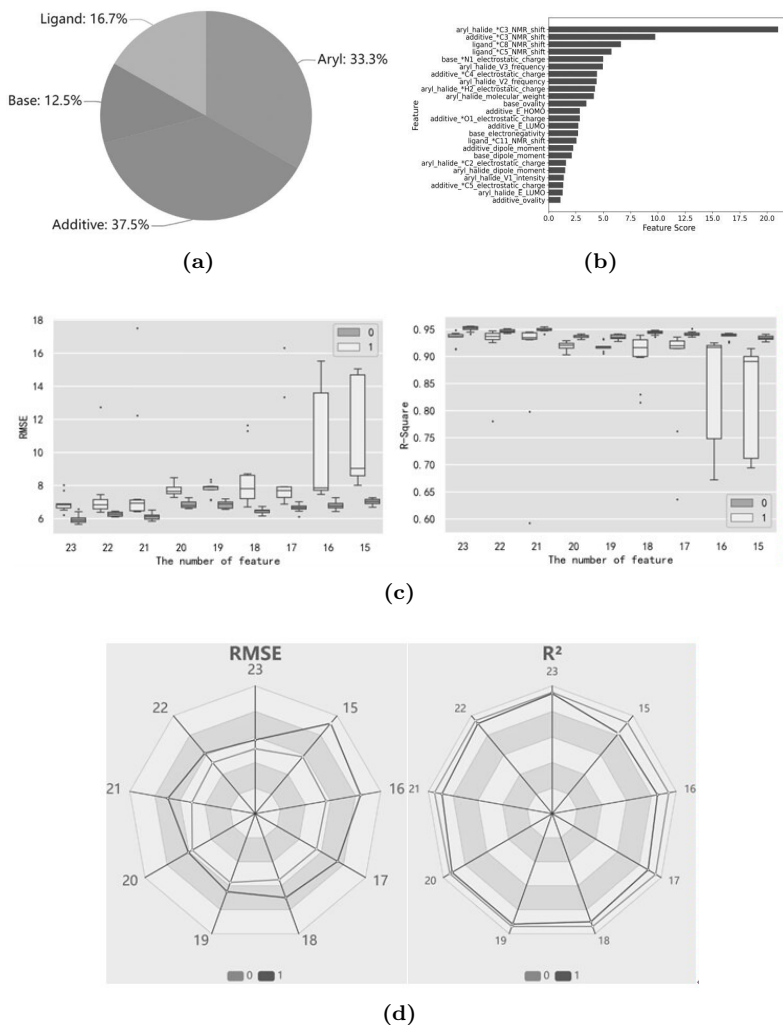 Ligand: 16.7%
Aryl: 33.3%
Base: 12.5%
Additive: 37.5%
(a)
Feature
aryl_halide_*C3_NMR_shift
additive_*C3_NMR_shift
ligand_*C8_NMR_shift
ligand_*C5_NMR_shift
base_*N1_electrostatic_charge
aryl_halide_V3_frequency
additive_*C4_electrostatic_charge
aryl_halide_V2_frequency
aryl_halide_*H2_electrostatic_charge
aryl_halide_molecular_weight
base_ovality
additive_E_HOMO
additive_*O1_electrostatic_charge
additive_E_LUMO
base_electronegativity
ligand_*C11_NMR_shift
additive_dipole_moment
base_dipole_moment
aryl_halide_*C2_electrostatic_charge
aryl_halide_dipole_moment
aryl_halide_V1_intensity
additive_*C5_electrostatic_charge
aryl_halide_E_LUMO
additive_ovality
0.0 2.5 5.0 7.5 10.0 12.5 15.0 17.5 20.0
Feature Score
(b)
RMSE
18
16
14
12
10
8
6
0
1
23 22 21 20 19 18 17 16 15
The number of feature
R-Square
0.95
0.90
0.85
0.80
0.75
0.70
0.65
0.60
0
1
23 22 21 20 19 18 17 16 15
The number of feature
(c)
RMSE
23
22
15
21
16
20
17
19
18
0 1
R²
23
22
15
21
16
20
17
19
18
0 1
(d)